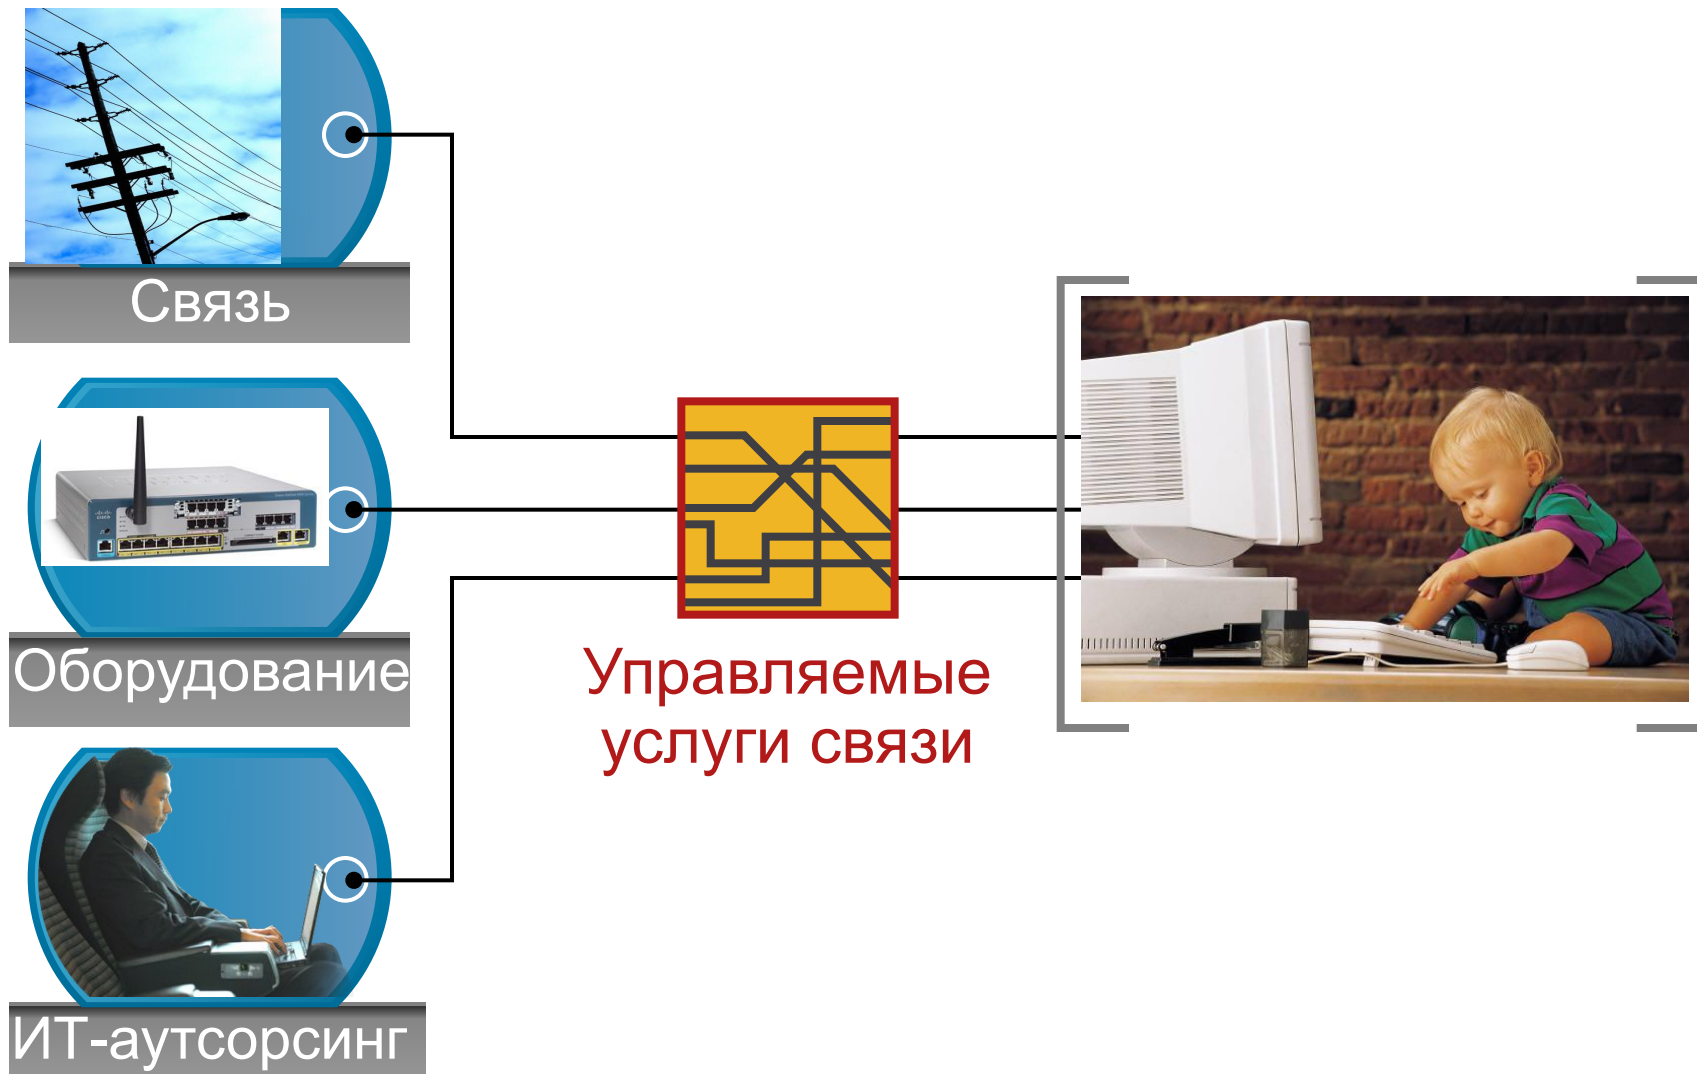 Связь
Оборудование
Управляемые
услуги связи
ИТ-аутсорсинг